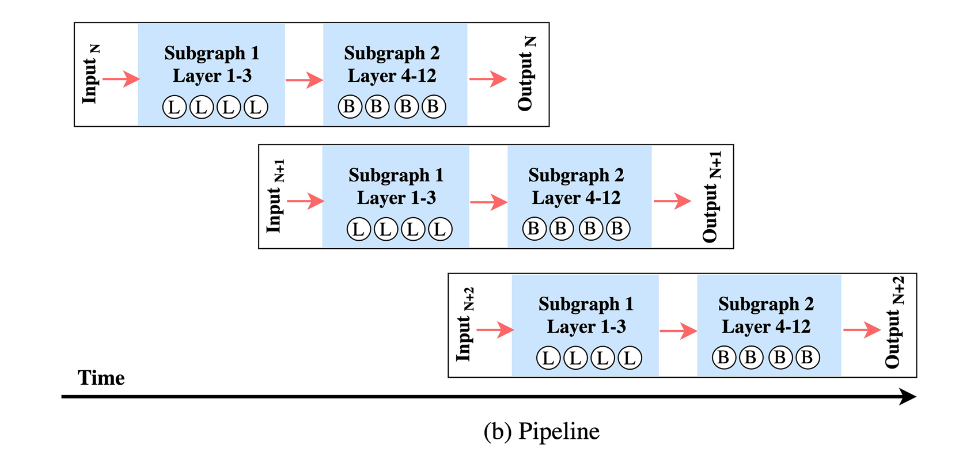 Input N
Subgraph 1
Layer 1-3
L L L L
Subgraph 2
Layer 4-12
B B B B
Output N
Input N+1
Subgraph 1
Layer 1-3
L L L L
Subgraph 2
Layer 4-12
B B B B
Output N+1
Input N+2
Subgraph 1
Layer 1-3
L L L L
Subgraph 2
Layer 4-12
B B B B
Output N+2
Time
(b) Pipeline